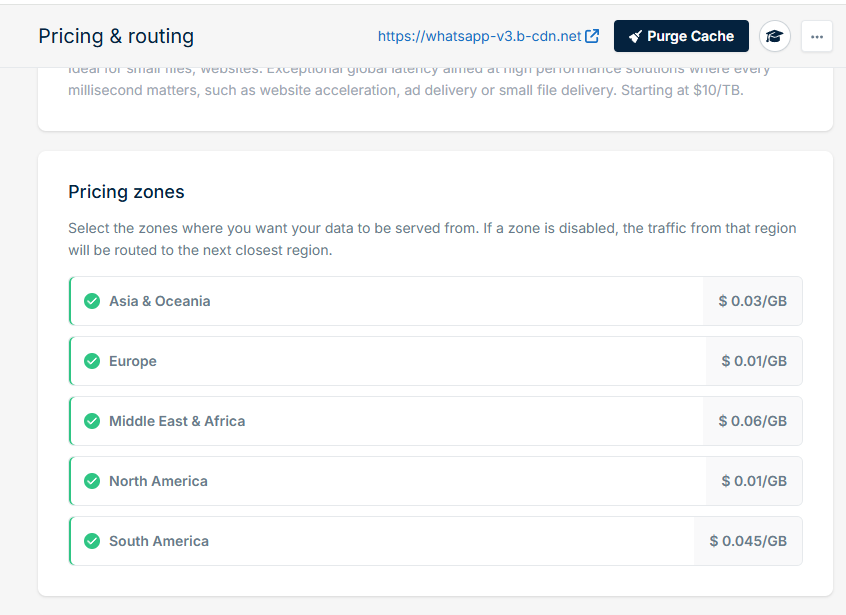 Pricing & routing
https://whatsapp-v3.b-cdn.net
Purge Cache
Ideal for small files, websites. Exceptional global latency aimed at high performance solutions where every
millisecond matters, such as website acceleration, ad delivery or small file delivery. Starting at $10/TB.
Pricing zones
Select the zones where you want your data to be served from. If a zone is disabled, the traffic from that region
will be routed to the next closest region.
Asia & Oceania $ 0.03/GB
Europe $ 0.01/GB
Middle East & Africa $ 0.06/GB
North America $ 0.01/GB
South America $ 0.045/GB